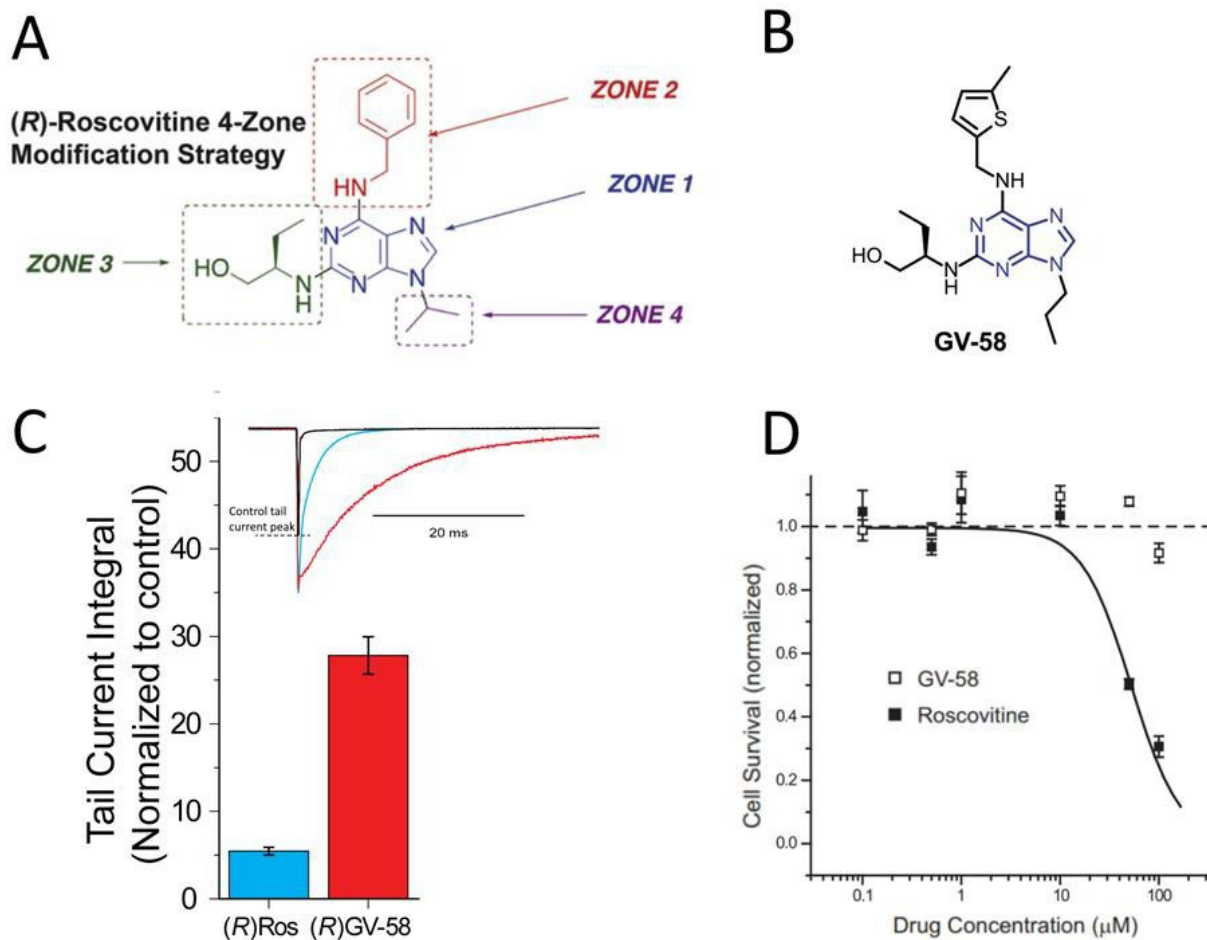 A
(R)-Roscovitine 4-Zone
Modification Strategy
ZONE 2
HN
ZONE 1
N
N
ZONE 3
HO
N
H
N
N
ZONE 4
B
S
NH
N
N
HO
N
H
N
N
GV-58
C
Tail Current Integral
(Normalized to control)
50
40
30
20
10
0
Control tail
current peak
20 ms
(R)Ros
(R)GV-58
D
Cell Survival (normalized)
1.0
0.8
0.6
0.4
0.2
0.0
GV-58
Roscovitine
0.1
1
10
100
Drug Concentration (μM)